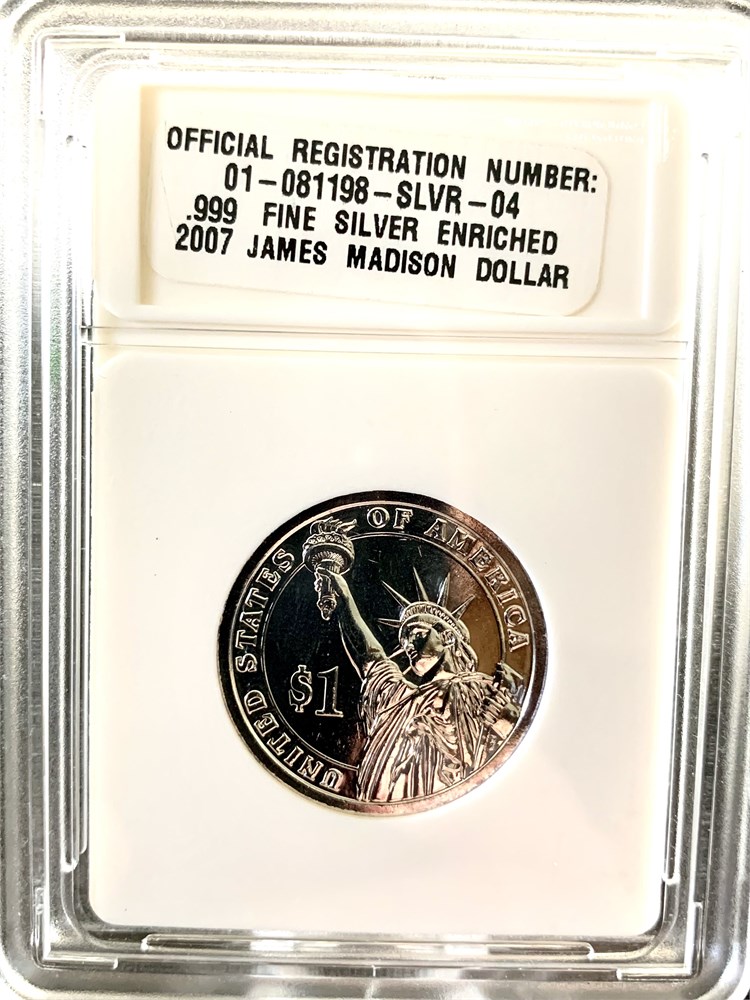 OFFICIAL REGISTRATION NUMBER:
01-081198-SLVR-04
.999 FINE SILVER ENRICHED
2007 JAMES MADISON DOLLAR
UNITED STATES OF AMERICA
$1